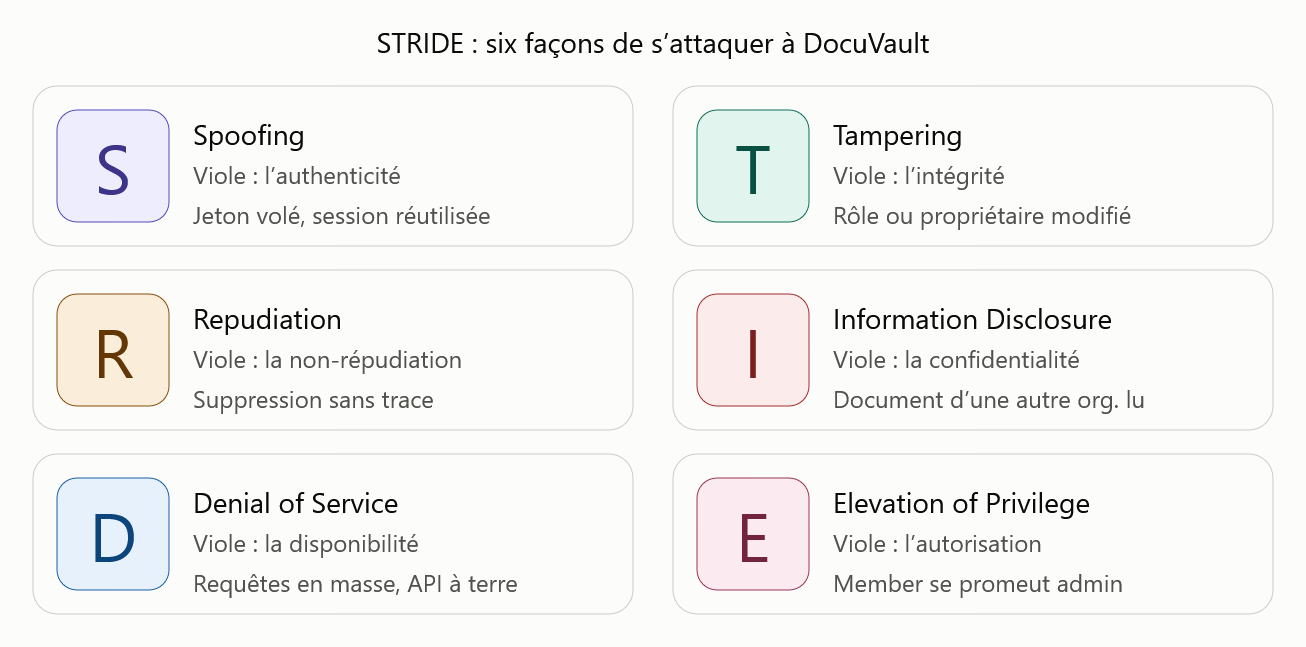 STRIDE : six façons de s’attaquer à DocuVault
S
Spoofing
Viole : l’authenticité
Jeton volé, session réutilisée
T
Tampering
Viole : l’intégrité
Rôle ou propriétaire modifié
R
Repudiation
Viole : la non-répudiation
Suppression sans trace
I
Information Disclosure
Viole : la confidentialité
Document d’une autre org. lu
D
Denial of Service
Viole : la disponibilité
Requêtes en masse, API à terre
E
Elevation of Privilege
Viole : l’autorisation
Member se promeut admin